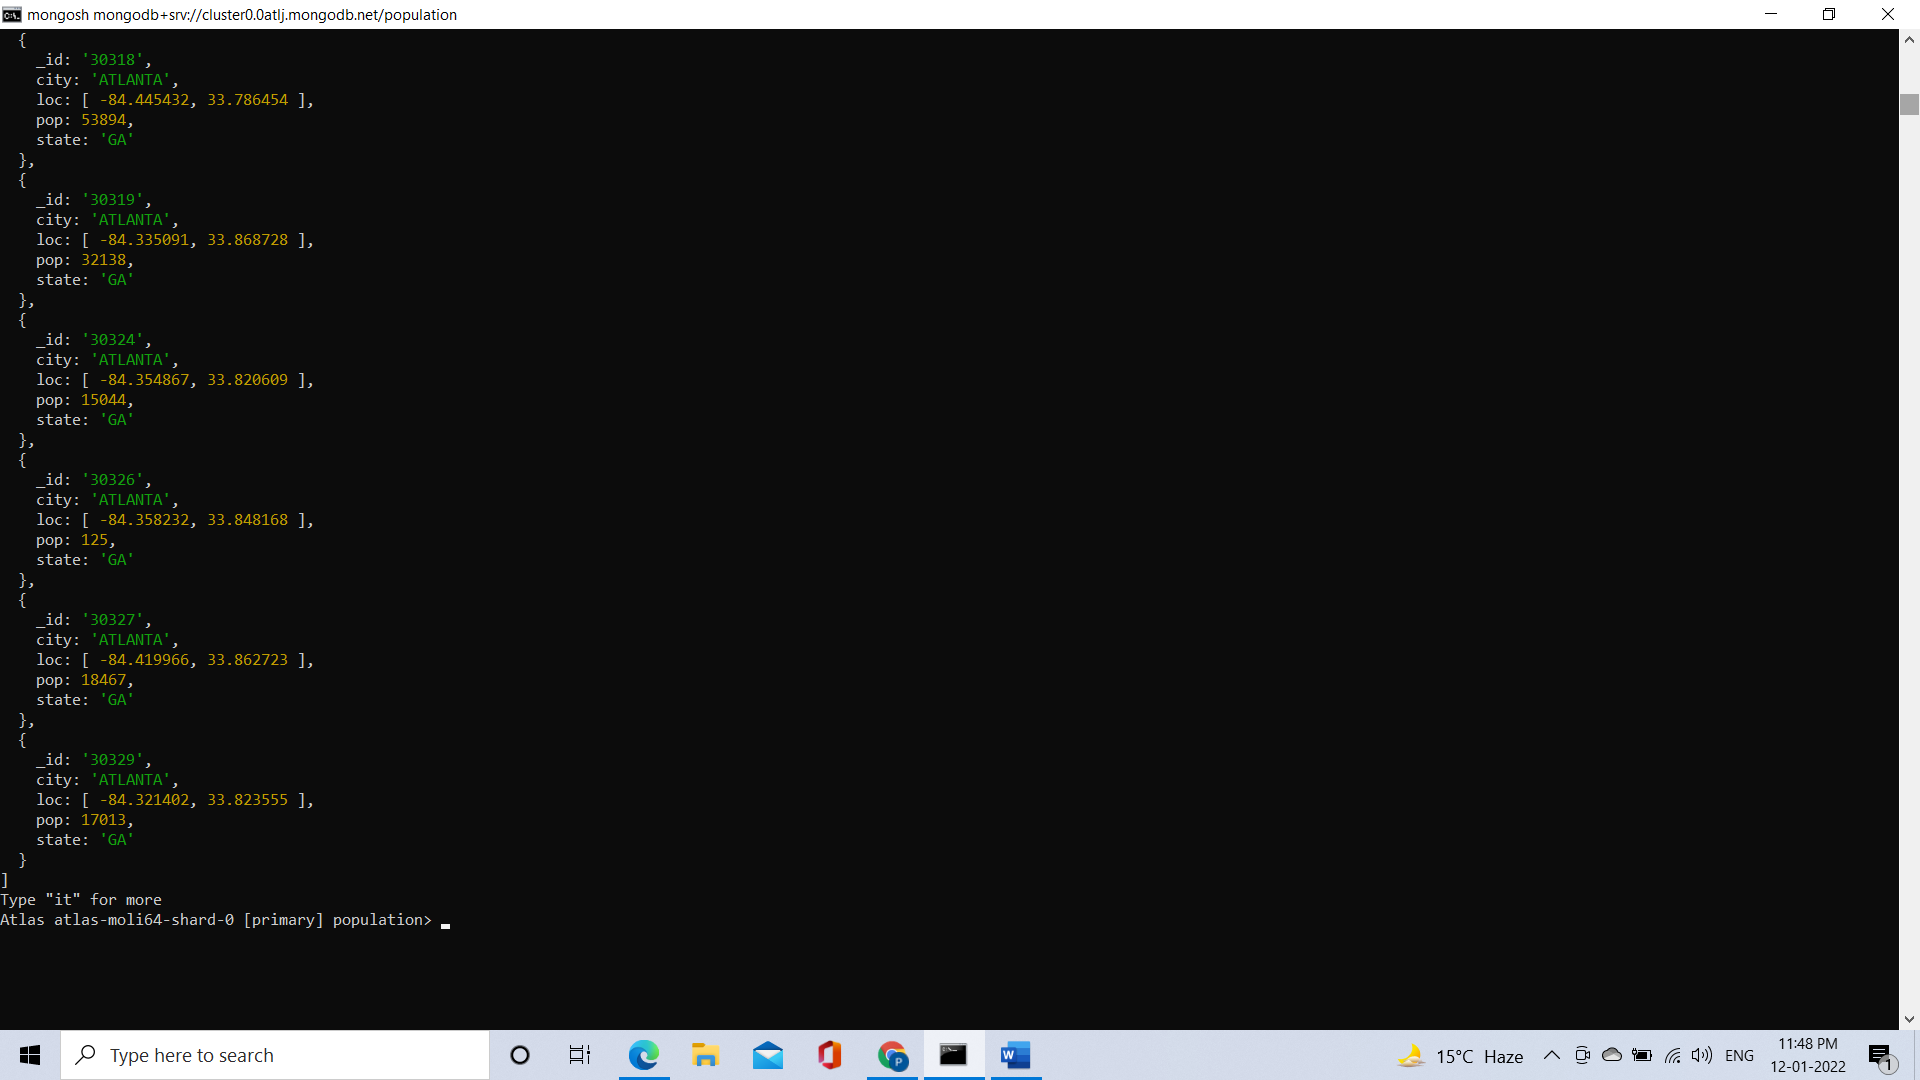 mongosh mongodb+srv://cluster0.0atlj.mongodb.net/population
  {
    _id: '30318',
    city: 'ATLANTA',
    loc: [ -84.445432, 33.786454 ],
    pop: 53894,
    state: 'GA'
  },
  {
    _id: '30319',
    city: 'ATLANTA',
    loc: [ -84.335091, 33.868728 ],
    pop: 32138,
    state: 'GA'
  },
  {
    _id: '30324',
    city: 'ATLANTA',
    loc: [ -84.354867, 33.820609 ],
    pop: 15044,
    state: 'GA'
  },
  {
    _id: '30326',
    city: 'ATLANTA',
    loc: [ -84.358232, 33.848168 ],
    pop: 125,
    state: 'GA'
  },
  {
    _id: '30327',
    city: 'ATLANTA',
    loc: [ -84.419966, 33.862723 ],
    pop: 18467,
    state: 'GA'
  },
  {
    _id: '30329',
    city: 'ATLANTA',
    loc: [ -84.321402, 33.823555 ],
    pop: 17013,
    state: 'GA'
  }
]
Type "it" for more
Atlas atlas-moli64-shard-0 [primary] population>
Type here to search
15°C Haze
ENG
11:48 PM
12-01-2022
1